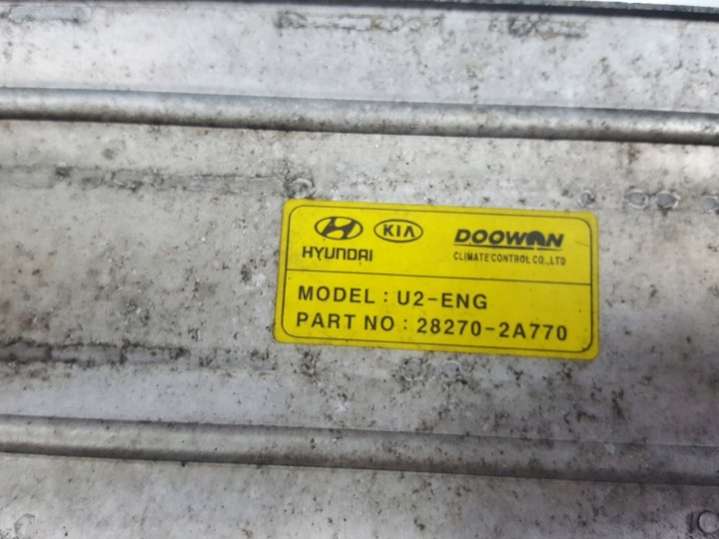 KIA DOOWON
HYUNDAI CLIMATE CONTROL CO.,LTD
MODEL : U2-ENG
PART NO : 28270-2A770